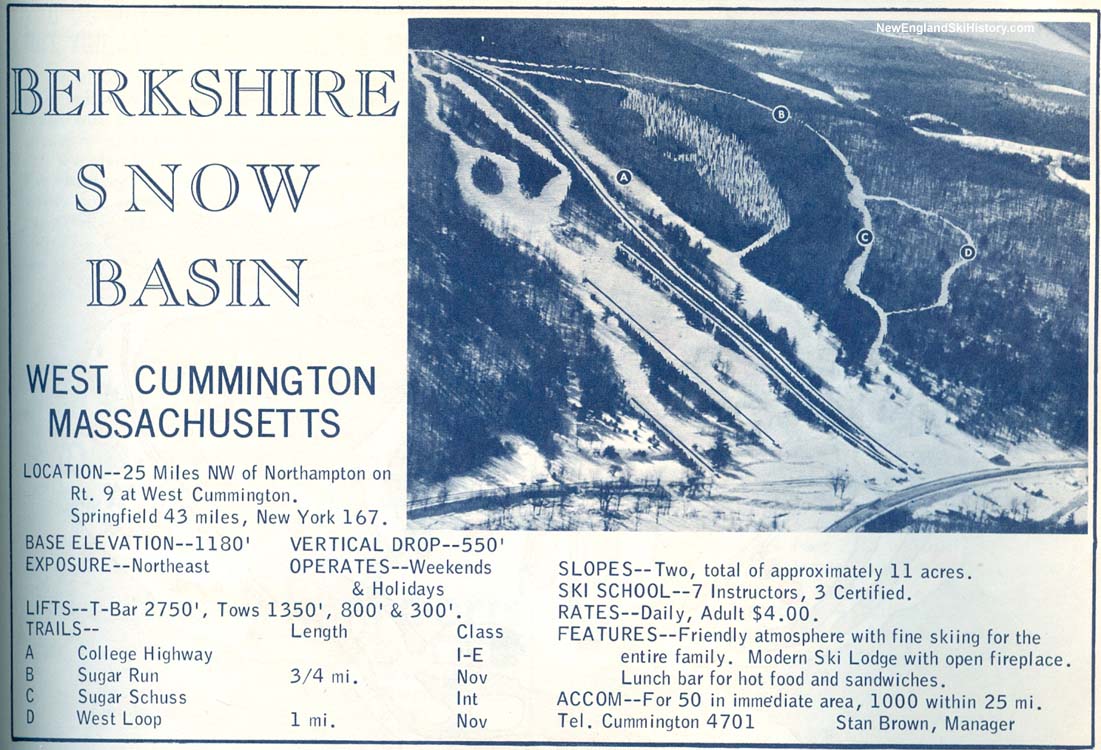 NewEnglandSkiHistory.com
BERKSHIRE
SNOW
BASIN
WEST CUMMINGTON
MASSACHUSETTS
A
B
C
D
LOCATION--25 Miles NW of Northampton on
Rt. 9 at West Cummington.
Springfield 43 miles, New York 167.
BASE ELEVATION--1180' VERTICAL DROP--550'
EXPOSURE--Northeast OPERATES--Weekends
& Holidays
LIFTS--T-Bar 2750', Tows 1350', 800' & 300'.
TRAILS-- Length Class
A College Highway I-E
B Sugar Run 3/4 mi. Nov
C Sugar Schuss Int
D West Loop 1 mi. Nov
SLOPES--Two, total of approximately 11 acres.
SKI SCHOOL--7 Instructors, 3 Certified.
RATES--Daily, Adult $4.00.
FEATURES--Friendly atmosphere with fine skiing for the
entire family. Modern Ski Lodge with open fireplace.
Lunch bar for hot food and sandwiches.
ACCOM--For 50 in immediate area, 1000 within 25 mi.
Tel. Cummington 4701 Stan Brown, Manager